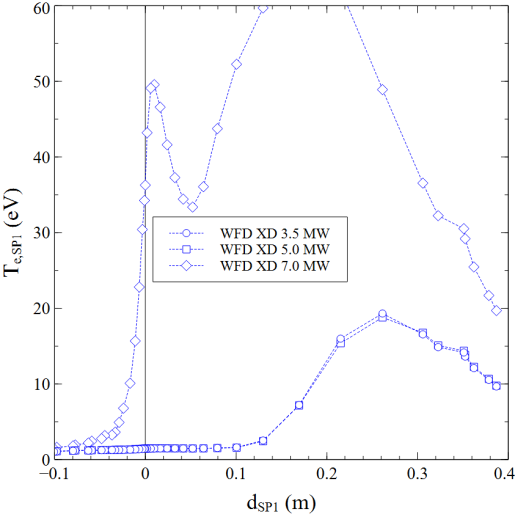 60
50
40
30
20
10
0
T_e,SP1 (eV)
WFD XD 3.5 MW
WFD XD 5.0 MW
WFD XD 7.0 MW
−0.1 0 0.1 0.2 0.3 0.4
d_SP1 (m)